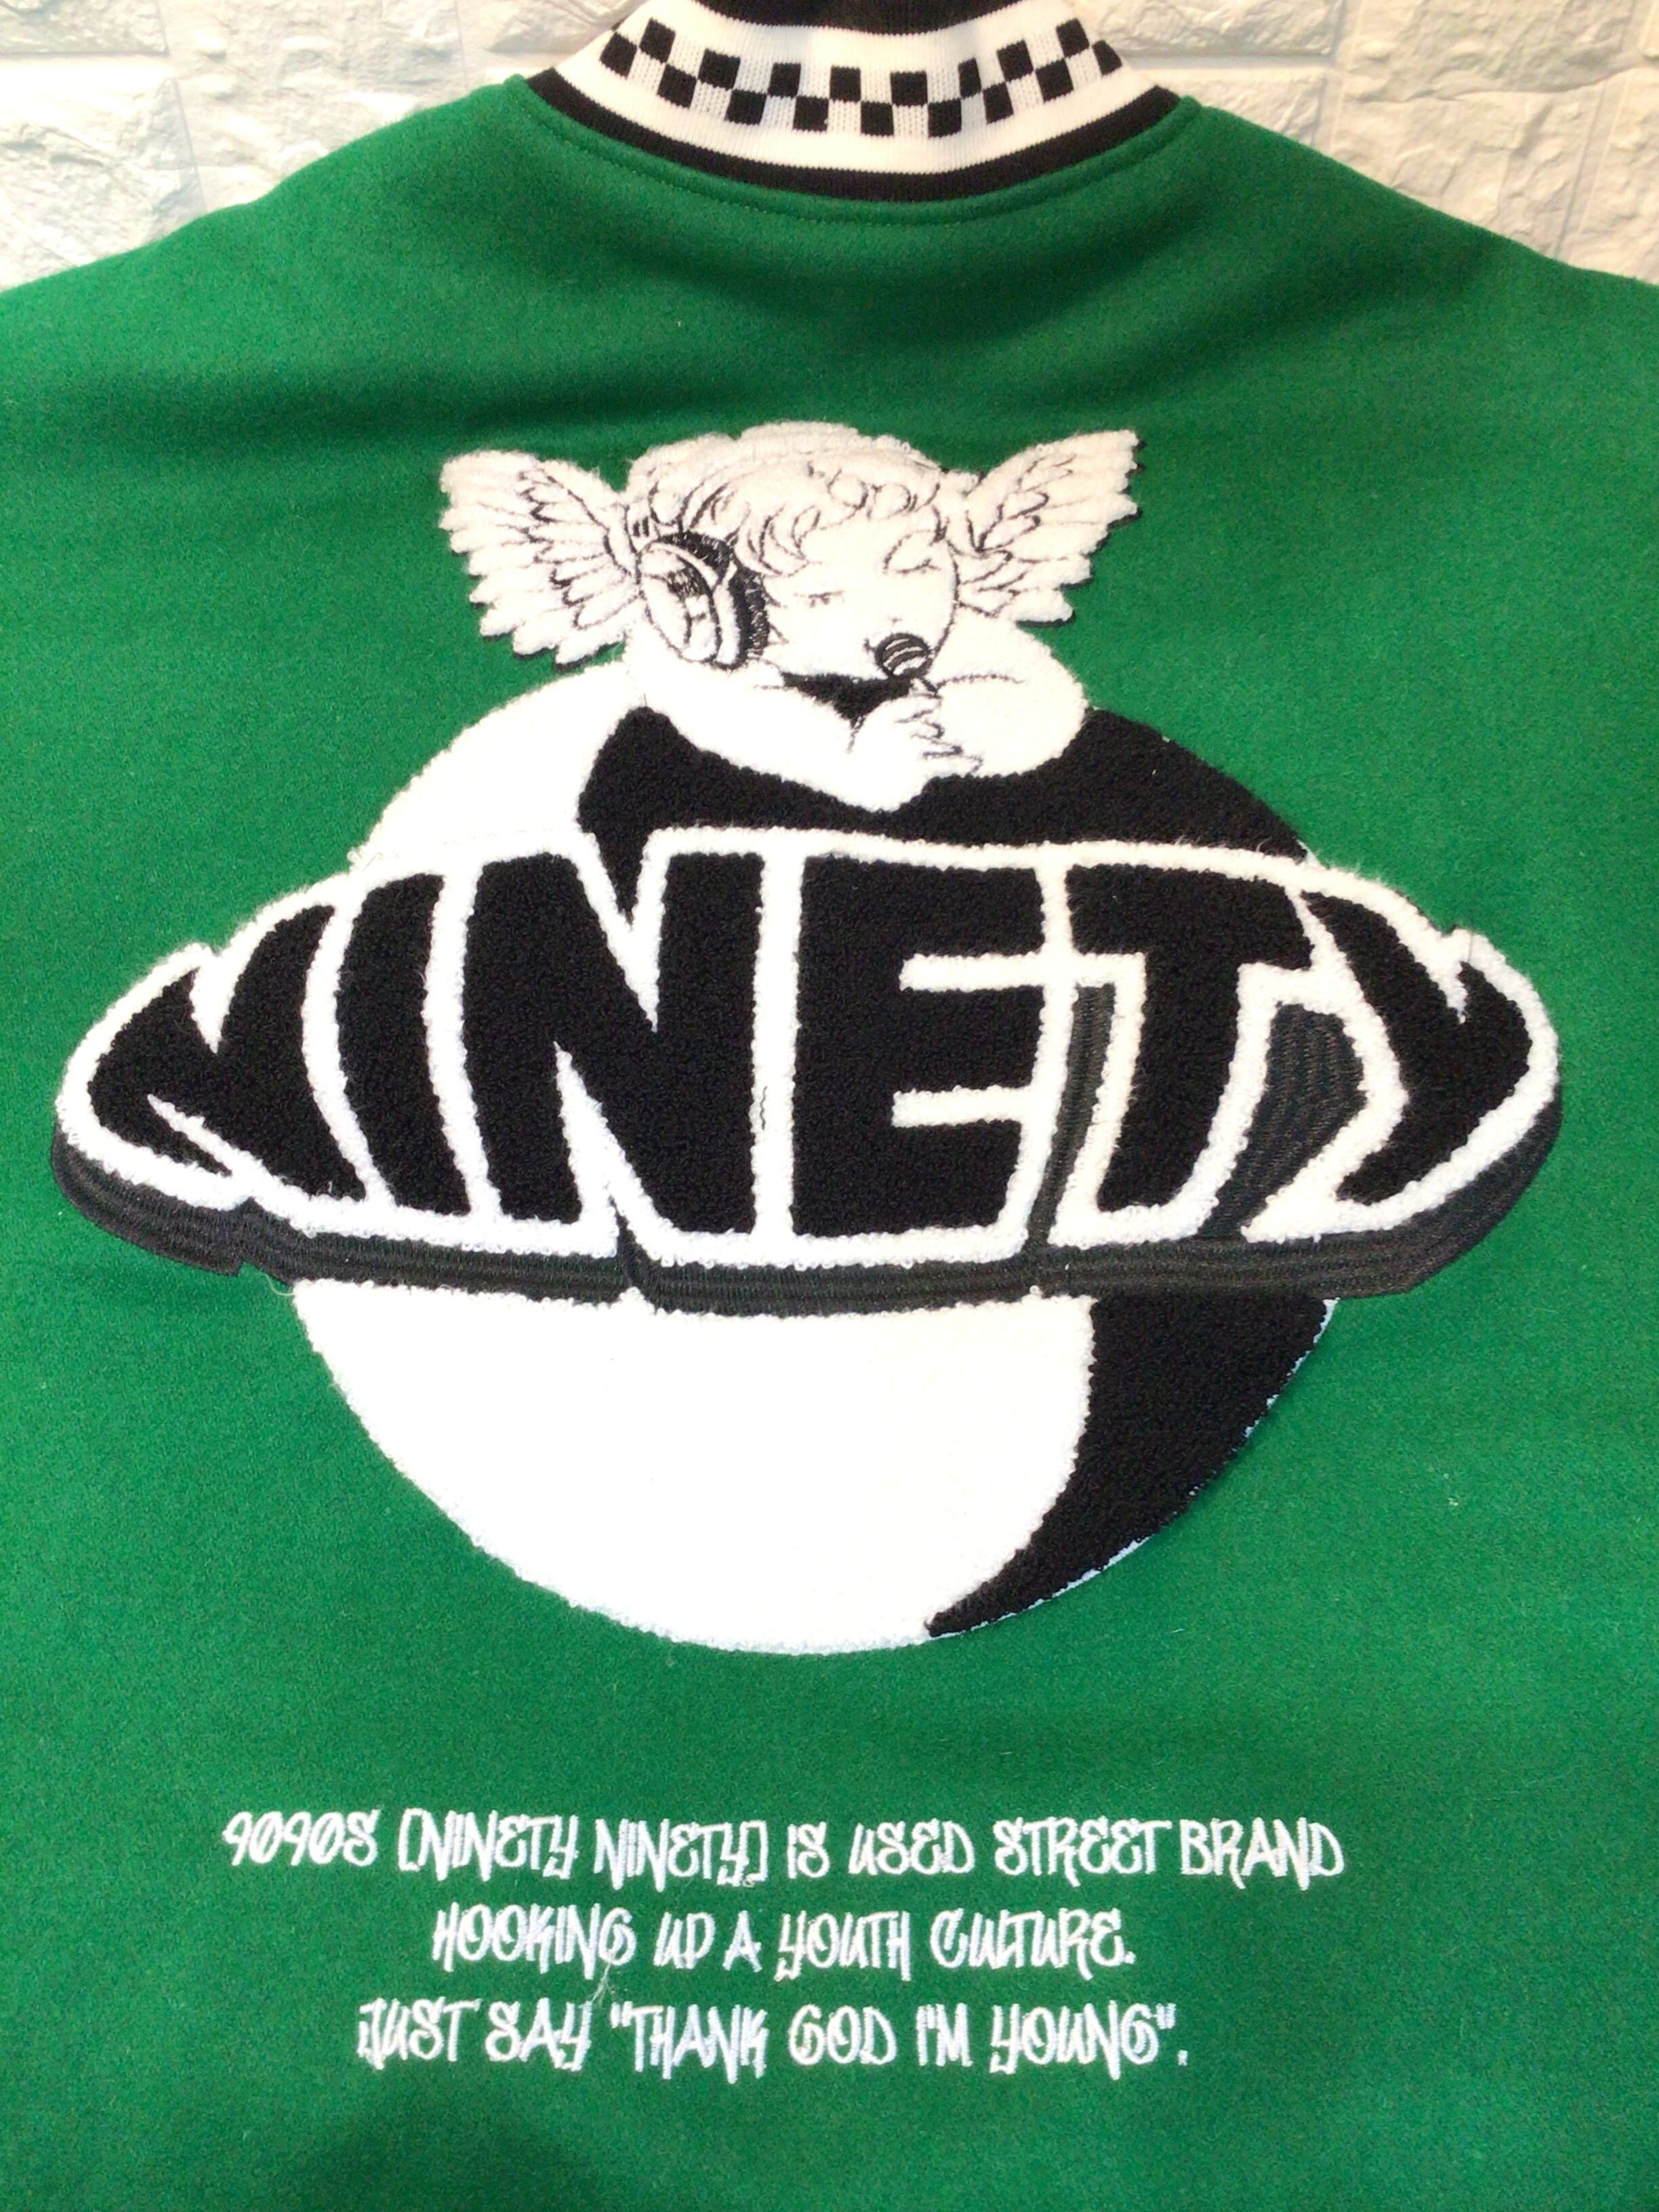 NINETY
9090S [NINETY NINETY] IS USED STREET BRAND
HOOKING UP A YOUTH CULTURE.
JUST SAY "THANK GOD I'M YOUNG".